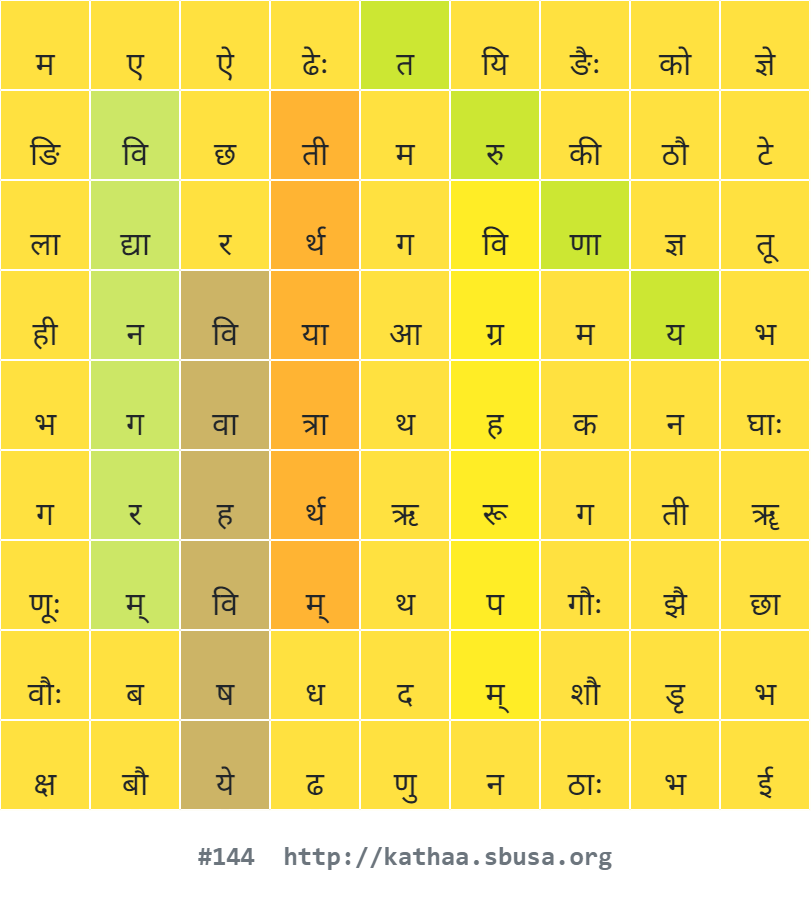 म ए ऐ ढेः त यि ङैः को ज्ञे
ङि वि छ ती म रु की ठौ टे
ला द्या र र्थ ग वि णा ज्ञ तू
ही न वि या आ ग्र म य भ
भ ग वा त्रा थ ह क न घाः
ग र ह र्थ ऋ रू ग ती ॠ
णूः म् वि म् थ प गौः झै छा
वौः ब ष ध द म् शौ डृ भ
क्ष बौ ये ढ णु न ठाः भ ई
#144 http://kathaa.sbusa.org